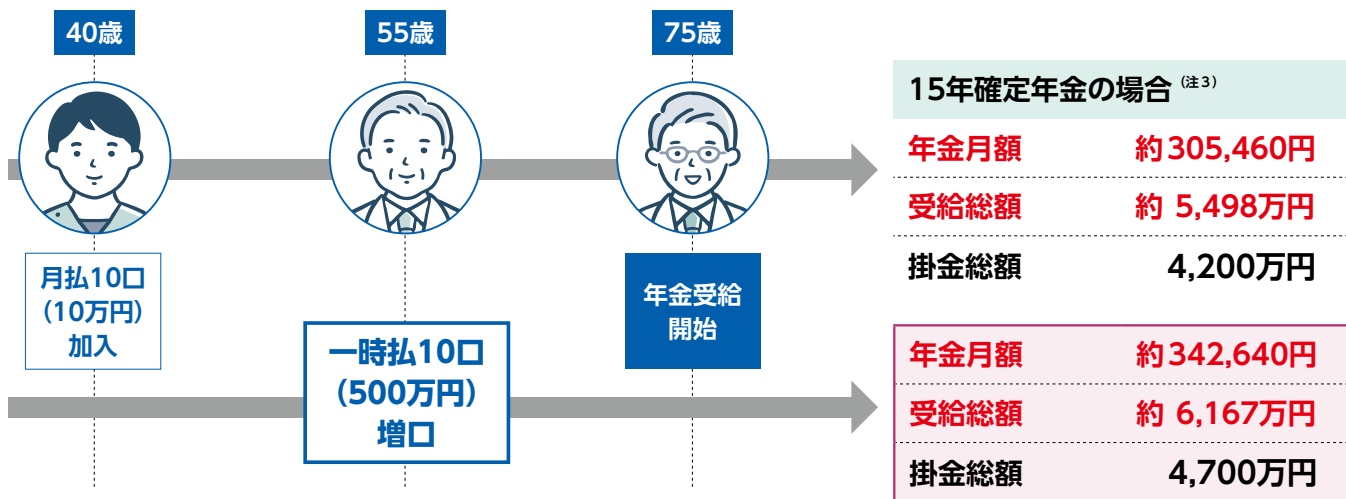 40歳
55歳
75歳
月払10口
(10万円)
加入
一時払10口
(500万円)
増口
年金受給
開始
15年確定年金の場合(注3)
年金月額 約305,460円
受給総額 約 5,498万円
掛金総額 4,200万円
年金月額 約342,640円
受給総額 約 6,167万円
掛金総額 4,700万円